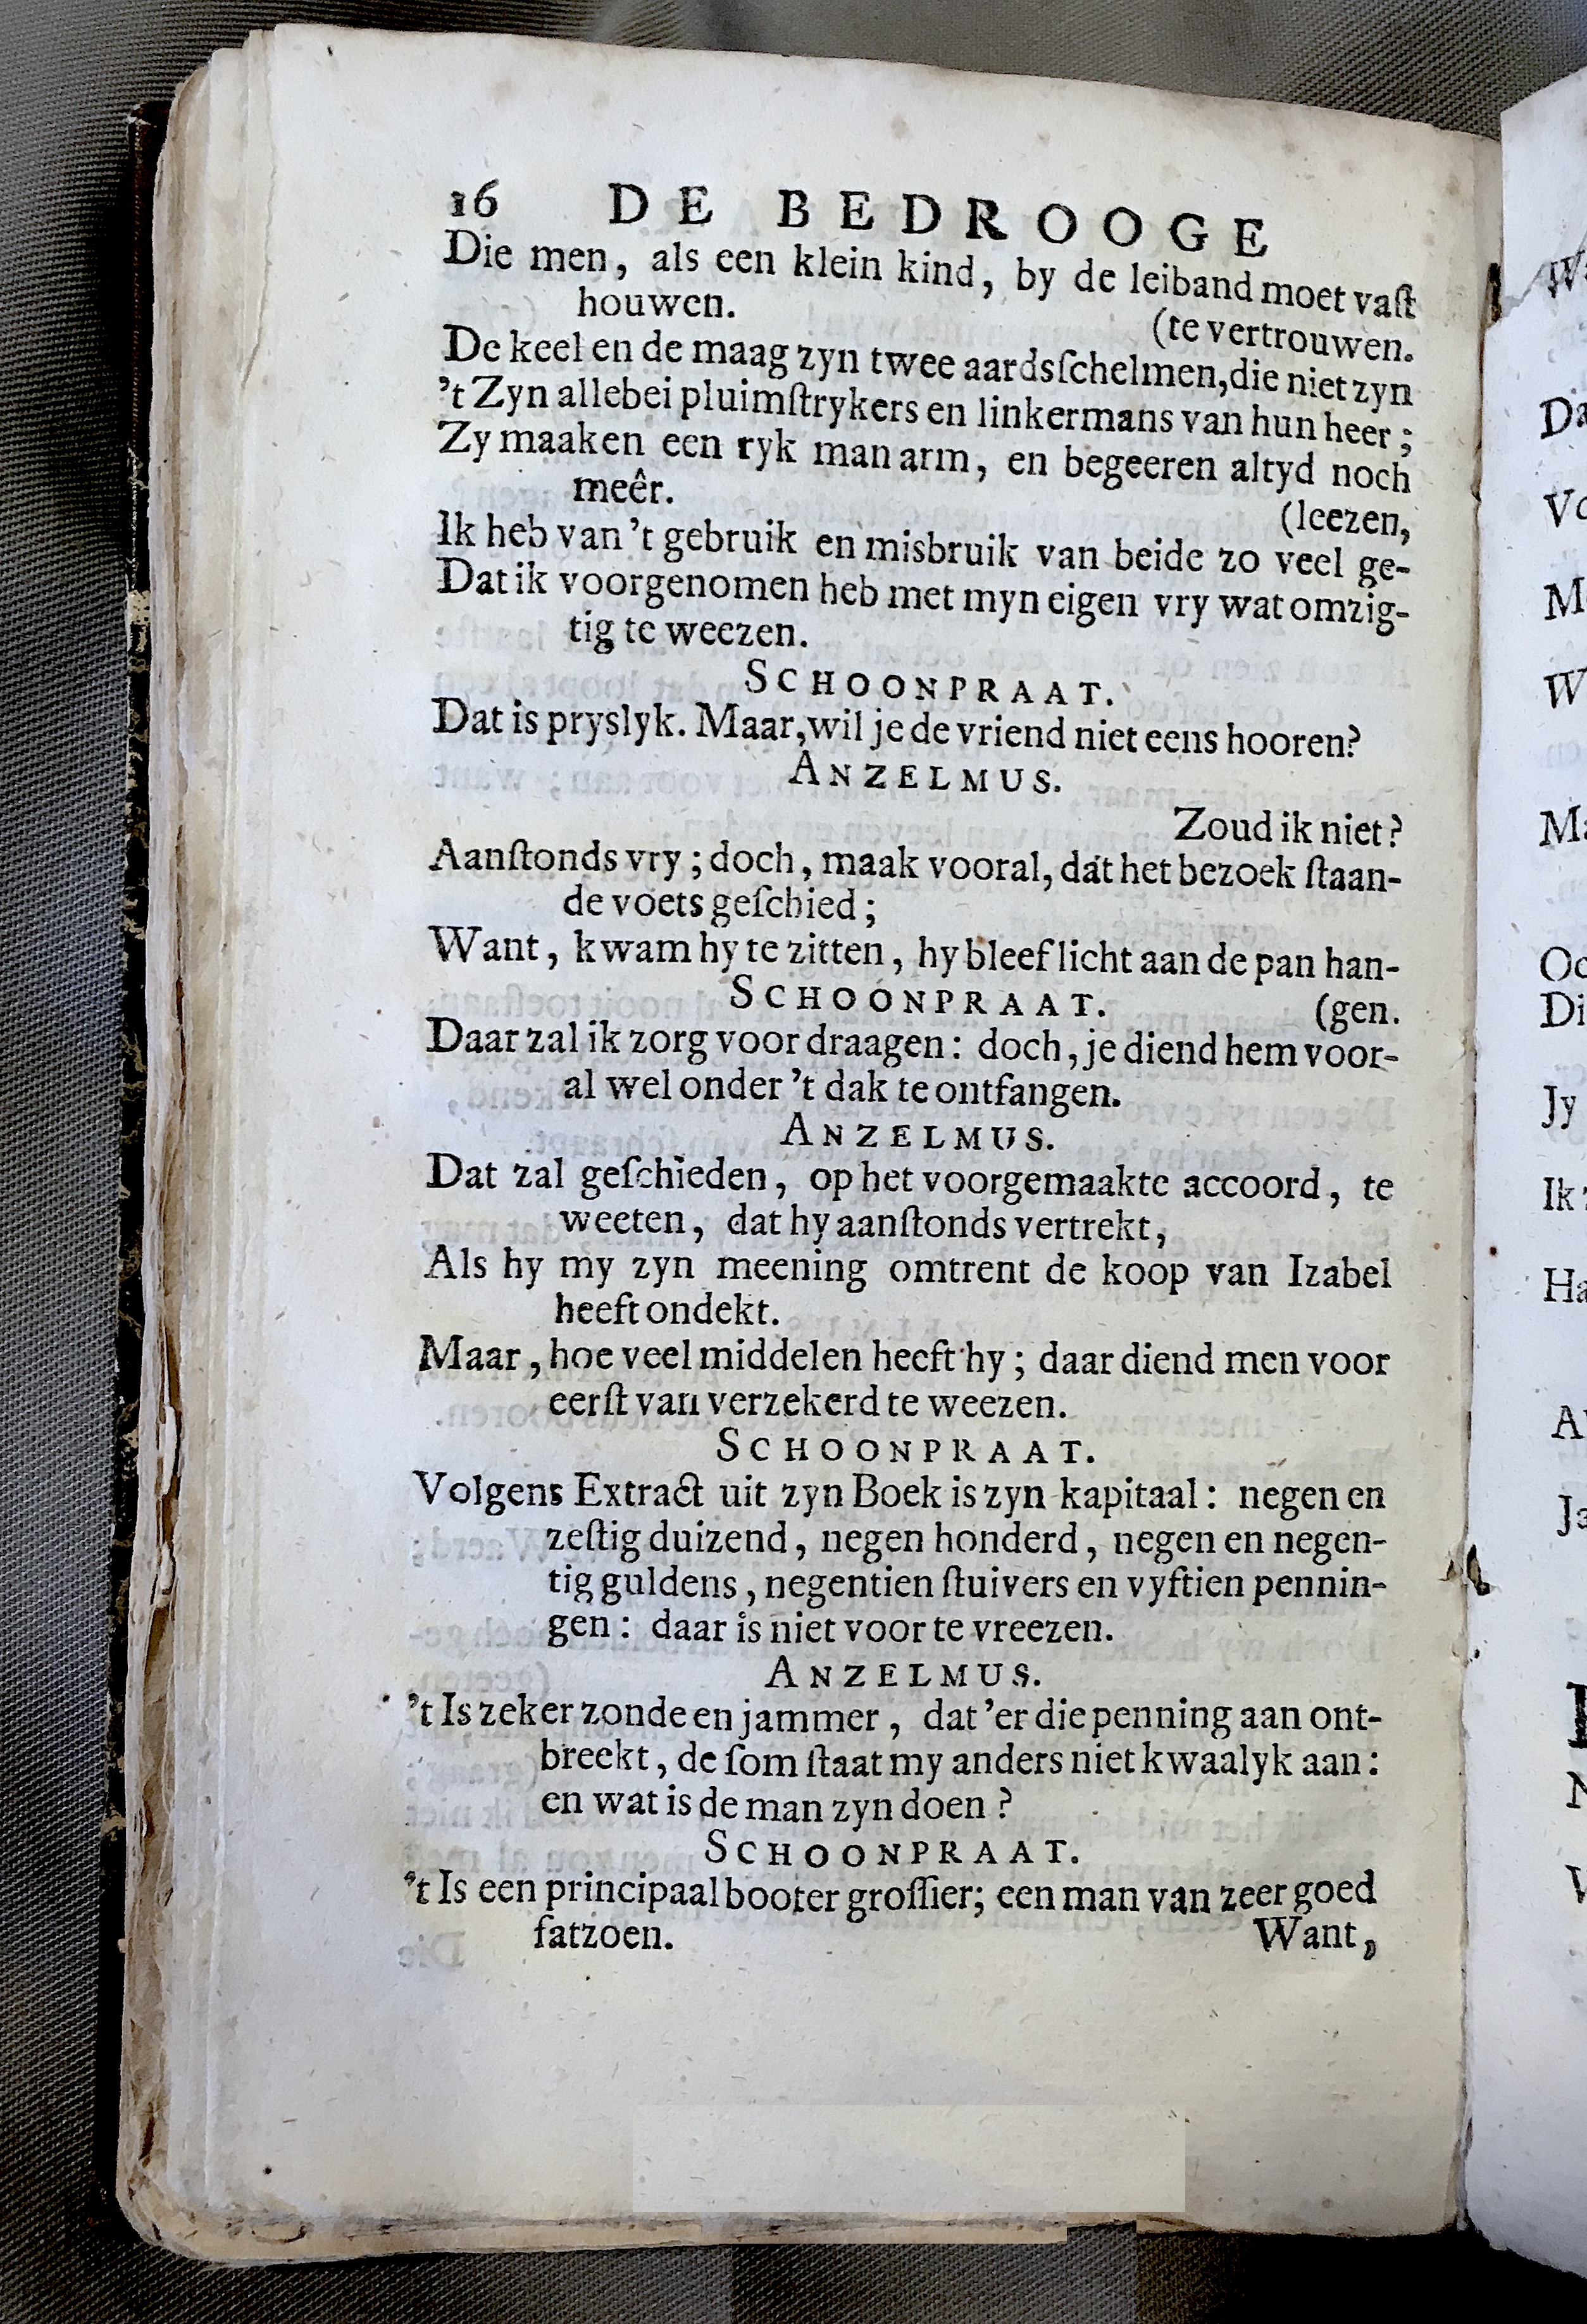 16 DE BEDROOGE
Die men, als een klein kind, by de leiband moet vaſt
houwen.
(te vertrouwen.
De keel en de maag zyn twee aardsſchelmen, die niet zyn
't Zyn allebei pluimſtrykers en linkermans van hun heer;
Zy maaken een ryk man arm, en begeeren altyd noch
meêr.
(leezen,
Ik heb van 't gebruik en misbruik van beide zo veel ge-
Dat ik voorgenomen heb met myn eigen vry wat omzig-
tig te weezen.
SCHOONPRAAT.
Dat is pryslyk. Maar, wil je de vriend niet eens hooren?
ANZELMUS.
Zoud ik niet?
Aanſtonds vry; doch, maak vooral, dat het bezoek ſtaan-
de voets geſchied;
Want, kwam hy te zitten, hy bleef licht aan de pan han-
SCHOONPRAAT. (gen.
Daar zal ik zorg voor draagen: doch, je diend hem voor-
al wel onder 't dak te ontfangen.
ANZELMUS.
Dat zal geſchieden, op het voorgemaakte accoord, te
weeten, dat hy aanſtonds vertrekt,
Als hy my zyn meening omtrent de koop van Izabel
heeft ondekt.
Maar, hoe veel middelen heeft hy; daar diend men voor
eerſt van verzekerd te weezen.
SCHOONPRAAT.
Volgens Extract uit zyn Boek is zyn kapitaal: negen en
zeſtig duizend, negen honderd, negen en negen-
tig guldens, negentien ſtuivers en vyftien pennin-
gen: daar is niet voor te vreezen.
ANZELMUS.
't Is zeker zonde en jammer, dat 'er die penning aan ont-
breekt, de ſom ſtaat my anders niet kwaalyk aan:
en wat is de man zyn doen?
SCHOONPRAAT.
't Is een principaal booter groſſier; een man van zeer goed
fatzoen. Want,
Da
Vo
Ma
Oo
Di
Jy
Ik
Ha